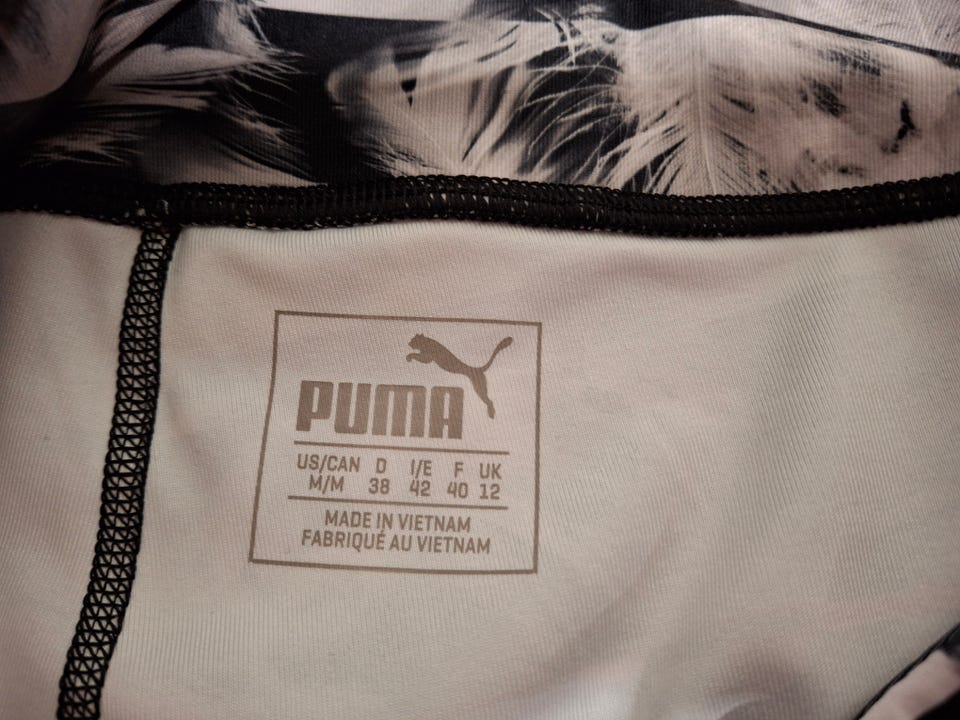 PUMA
US/CAN D I/E F UK
M/M 38 42 40 12
MADE IN VIETNAM
FABRIQUÉ AU VIETNAM